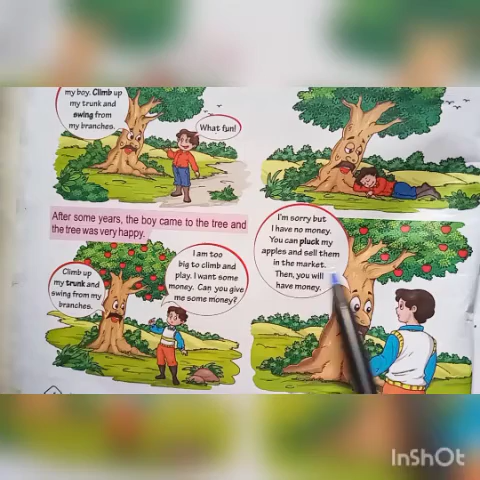 my boy. Climb up
my trunk and
swing from
my branches.
What fun!
After some years, the boy came to the tree and
the tree was very happy.
Climb up
my trunk and
swing from my
branches.
I am too
big to climb and
play. I want some
money. Can you give
me some money?
I'm sorry but
I have no money.
You can pluck my
apples and sell them
in the market.
Then, you will
have money.
InShOt